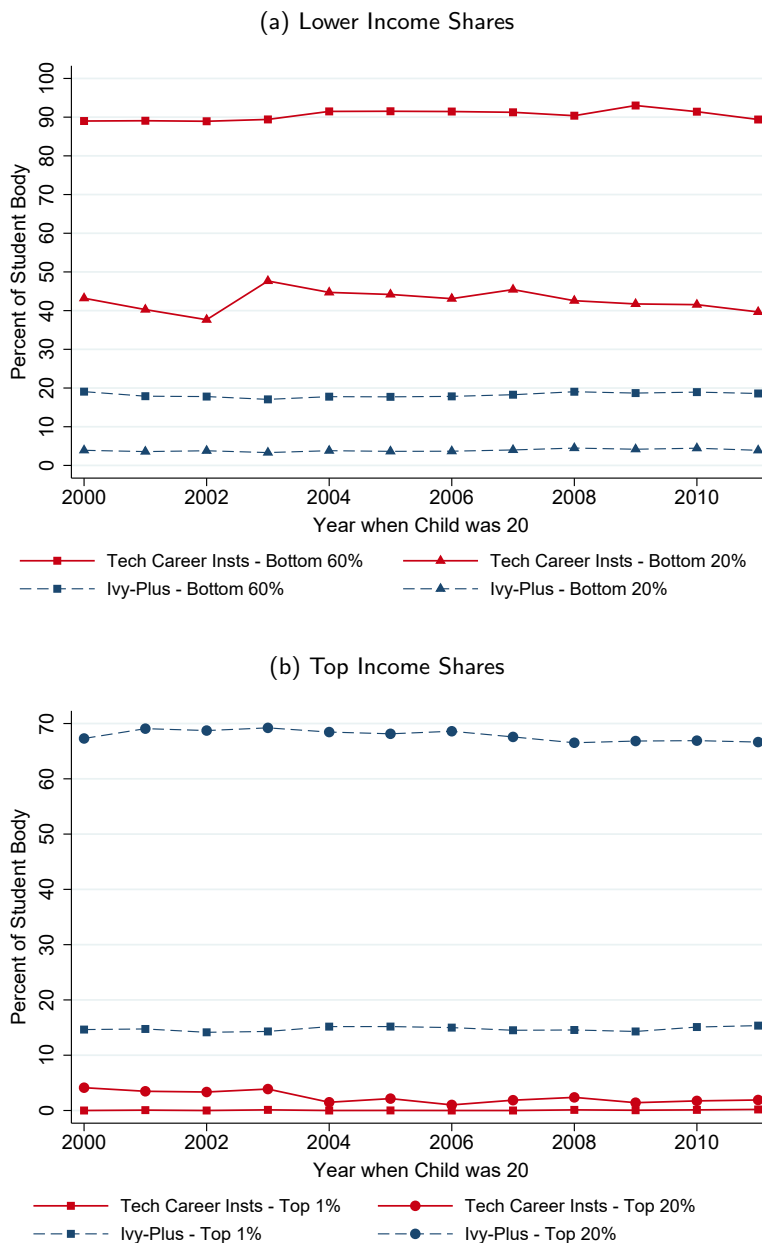 (a) Lower Income Shares
Percent of Student Body
100
90
80
70
60
50
40
30
20
10
0
2000 2002 2004 2006 2008 2010
Year when Child was 20
Tech Career Insts - Bottom 60% Tech Career Insts - Bottom 20%
Ivy-Plus - Bottom 60% Ivy-Plus - Bottom 20%
(b) Top Income Shares
Percent of Student Body
70
60
50
40
30
20
10
0
2000 2002 2004 2006 2008 2010
Year when Child was 20
Tech Career Insts - Top 1% Tech Career Insts - Top 20%
Ivy-Plus - Top 1% Ivy-Plus - Top 20%